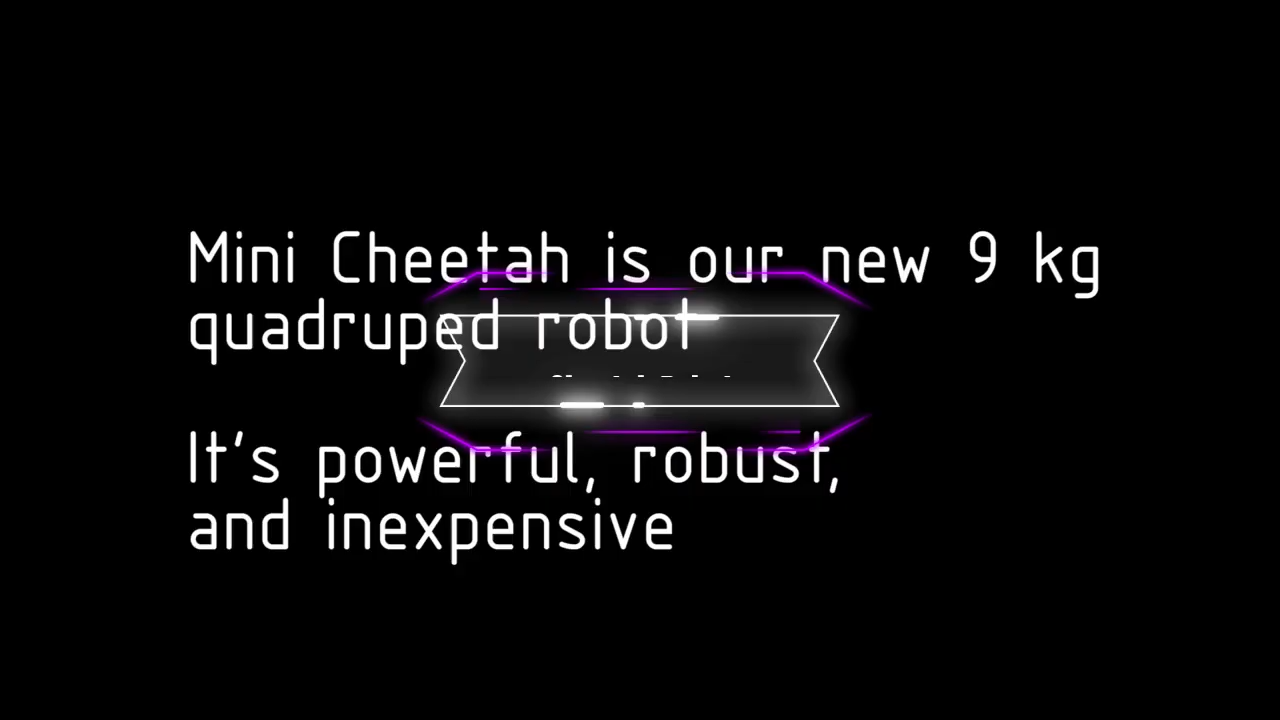 Mini Cheetah is our new 9 kg
quadruped robot
It's powerful, robust,
and inexpensive